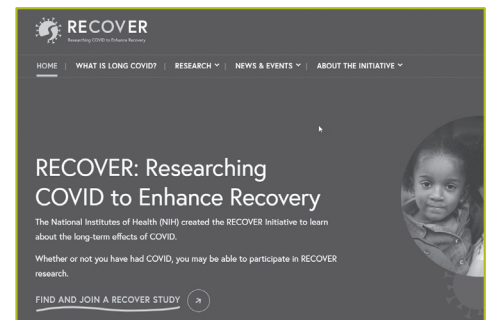 RECOVER
Researching COVID to Enhance Recovery
HOME | WHAT IS LONG COVID? | RESEARCH | NEWS & EVENTS | ABOUT THE INITIATIVE
RECOVER: Researching
COVID to Enhance Recovery
The National Institutes of Health (NIH) created the RECOVER Initiative to learn
about the long-term effects of COVID.
Whether or not you have had COVID, you may be able to participate in RECOVER
research.
FIND AND JOIN A RECOVER STUDY